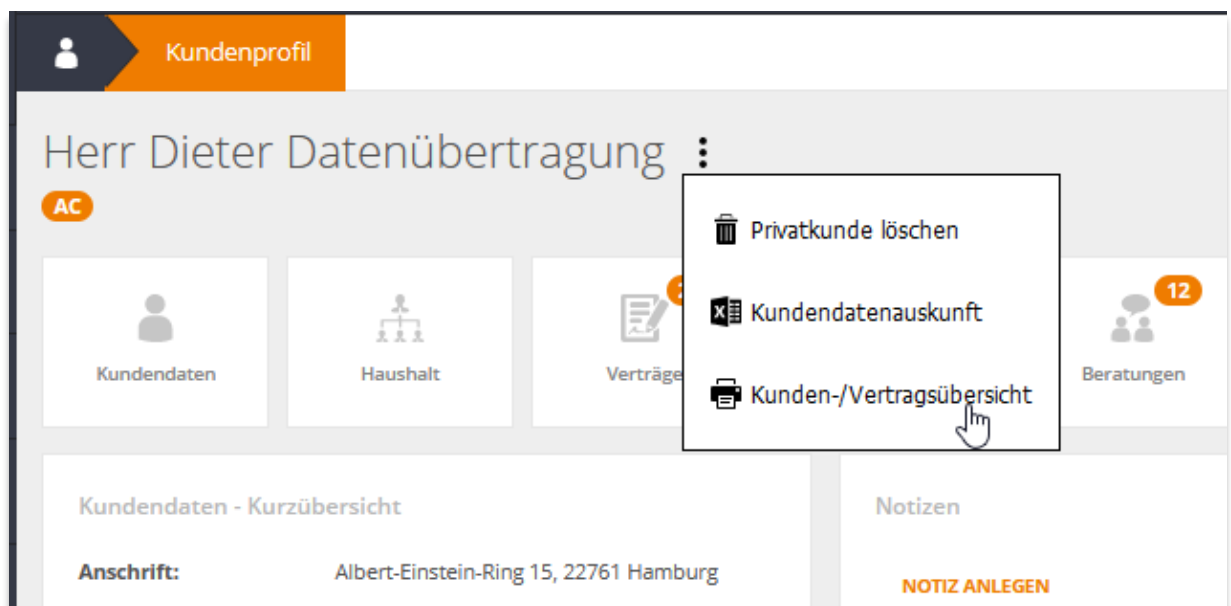 Kundenprofil
Herr Dieter Datenübertragung
AC
Privatkunde löschen
Kundendatenauskunft
Kunden-/Vertragsübersicht
12
Kundendaten
Haushalt
Verträge
Beratungen
Kundendaten - Kurzübersicht
Anschrift: Albert-Einstein-Ring 15, 22761 Hamburg
Notizen
NOTIZ ANLEGEN